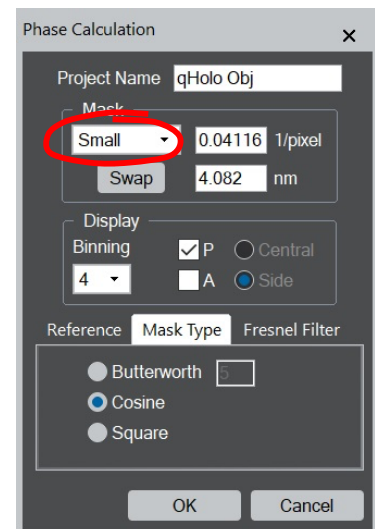 Phase Calculation ×
Project Name qHolo Obj
Mask
Small 0.04116 1/pixel
Swap 4.082 nm
Display
Binning P Central
4 A Side
Reference Mask Type Fresnel Filter
Butterworth 5
Cosine
Square
OK Cancel